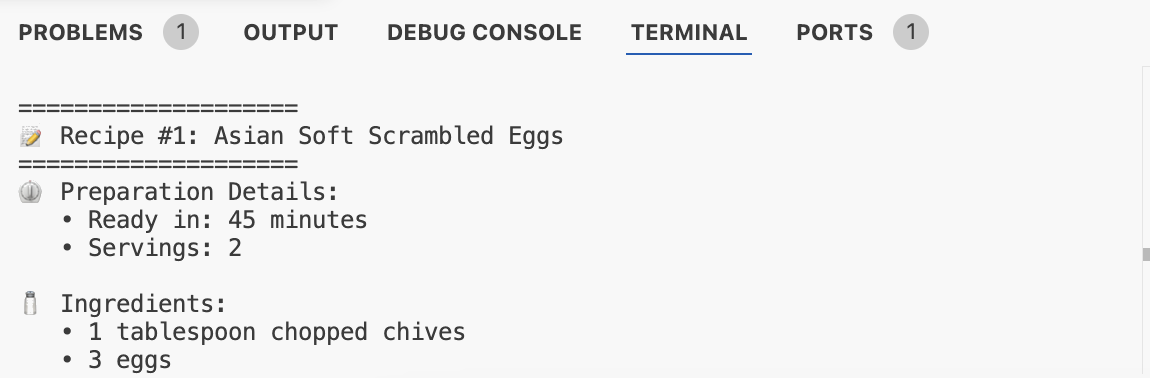 PROBLEMS 1 OUTPUT DEBUG CONSOLE TERMINAL PORTS 1
====================
📝 Recipe #1: Asian Soft Scrambled Eggs
====================
Preparation Details:
• Ready in: 45 minutes
• Servings: 2
🧂 Ingredients:
• 1 tablespoon chopped chives
• 3 eggs